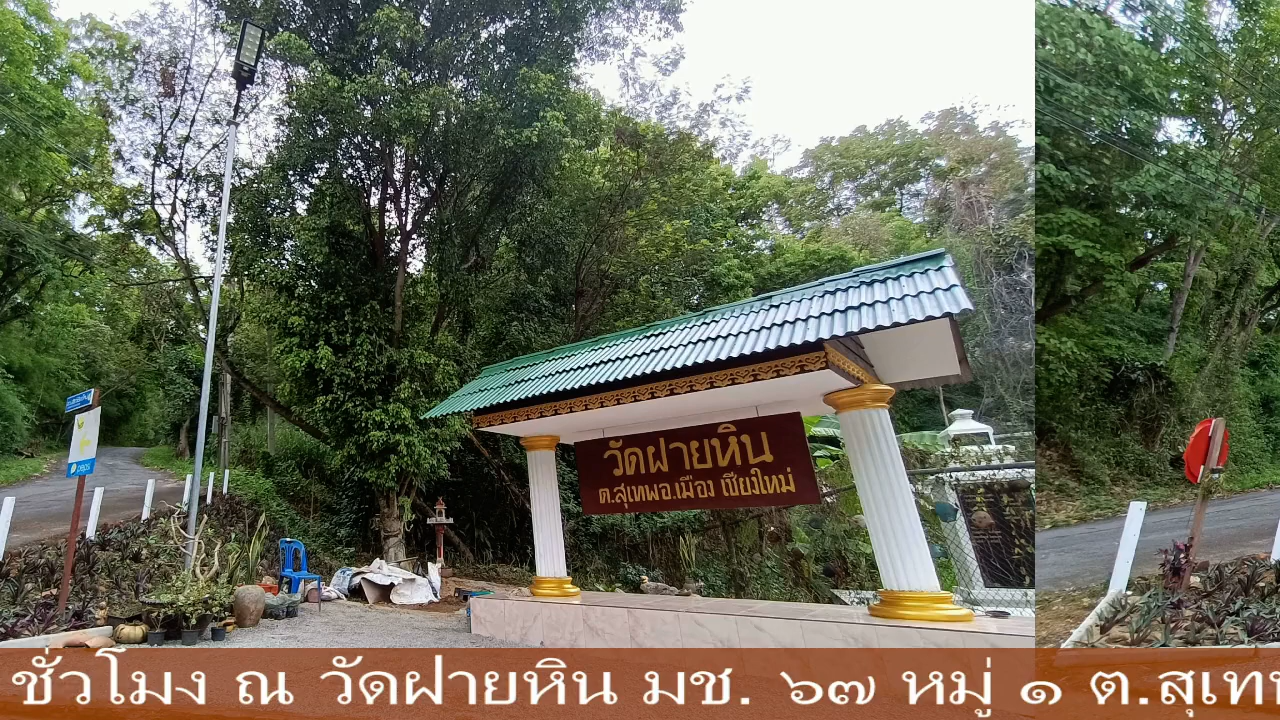 วัดฝายหิน
ต.สุเทพอ.เมือง เชียงใหม่
ชั่วโมง ณ วัดฝายหิน มช. ๖๗ หมู่ ๑ ต.สุเทพ